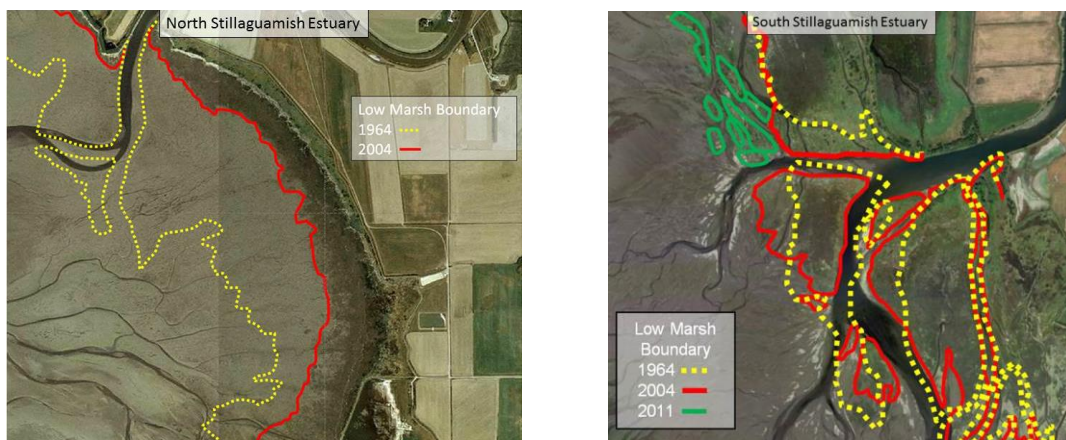 North Stillaguamish Estuary
Low Marsh Boundary
1964
2004
South Stillaguamish Estuary
Low Marsh
Boundary
1964
2004
2011